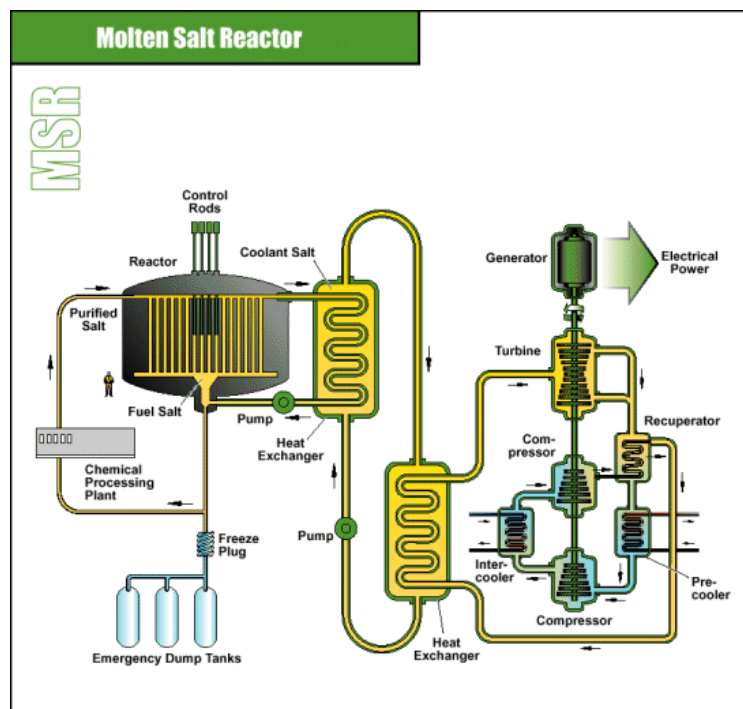 Molten Salt Reactor
MSR
Control
Rods
Coolant Salt
Reactor
Generator
Electrical
Power
Purified
Salt
Turbine
Fuel Salt
Pump
Recuperator
Heat
Exchanger
Com-
pressor
Chemical
Processing
Plant
Freeze
Plug
Pump
Inter-
cooler
Pre-
cooler
Compressor
Heat
Exchanger
Emergency Dump Tanks